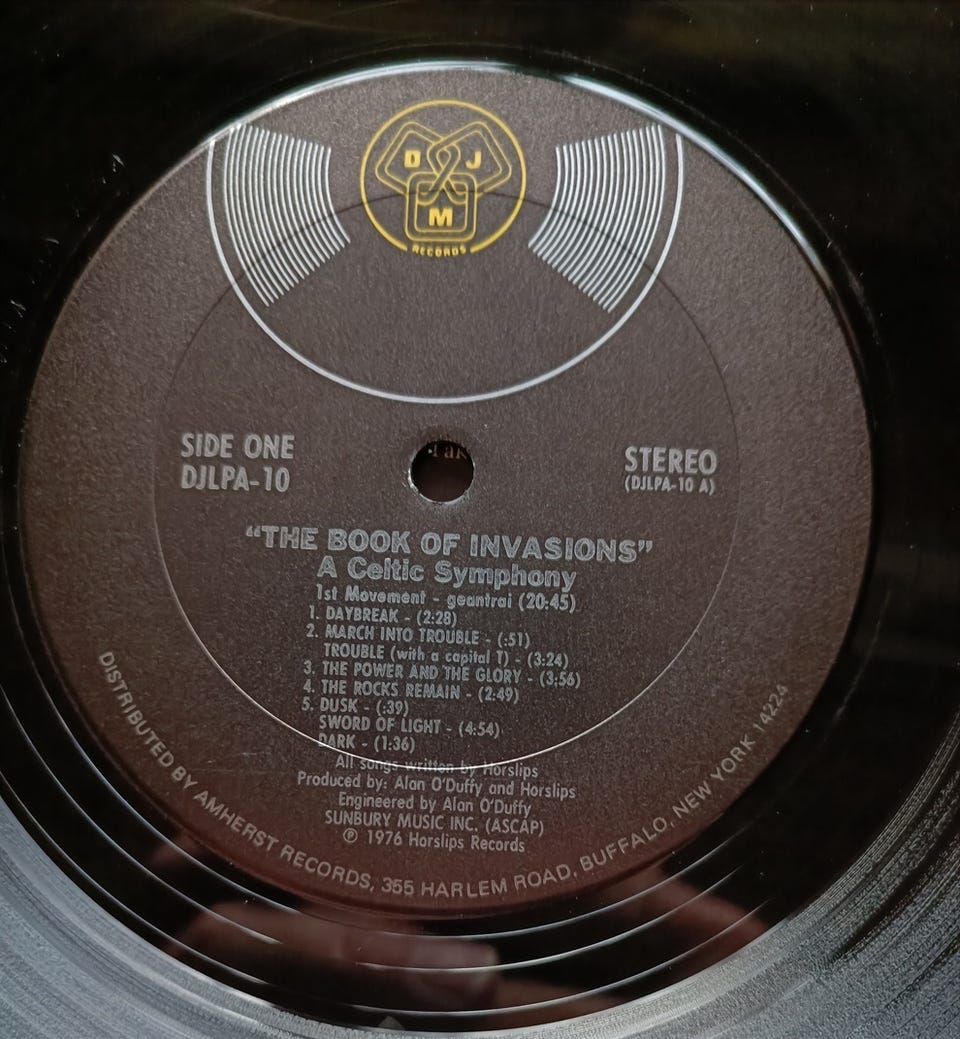 D J
M
RECORDS
SIDE ONE
DJLPA-10
STEREO
(DJLPA-10 A)
“THE BOOK OF INVASIONS”
A Celtic Symphony
1st Movement - geantrai (20:45)
1. DAYBREAK - (2:28)
2. MARCH INTO TROUBLE - (:51)
TROUBLE (with a capital T) - (3:24)
3. THE POWER AND THE GLORY - (3:56)
4. THE ROCKS REMAIN - (2:49)
5. DUSK - (:39)
SWORD OF LIGHT - (4:54)
DARK - (1:36)
All songs written by Horslips
Produced by: Alan O'Duffy and Horslips
Engineered by Alan O'Duffy
SUNBURY MUSIC INC. (ASCAP)
℗ 1976 Horslips Records
DISTRIBUTED BY AMHERST RECORDS, 355 HARLEM ROAD, BUFFALO, NEW YORK 14224